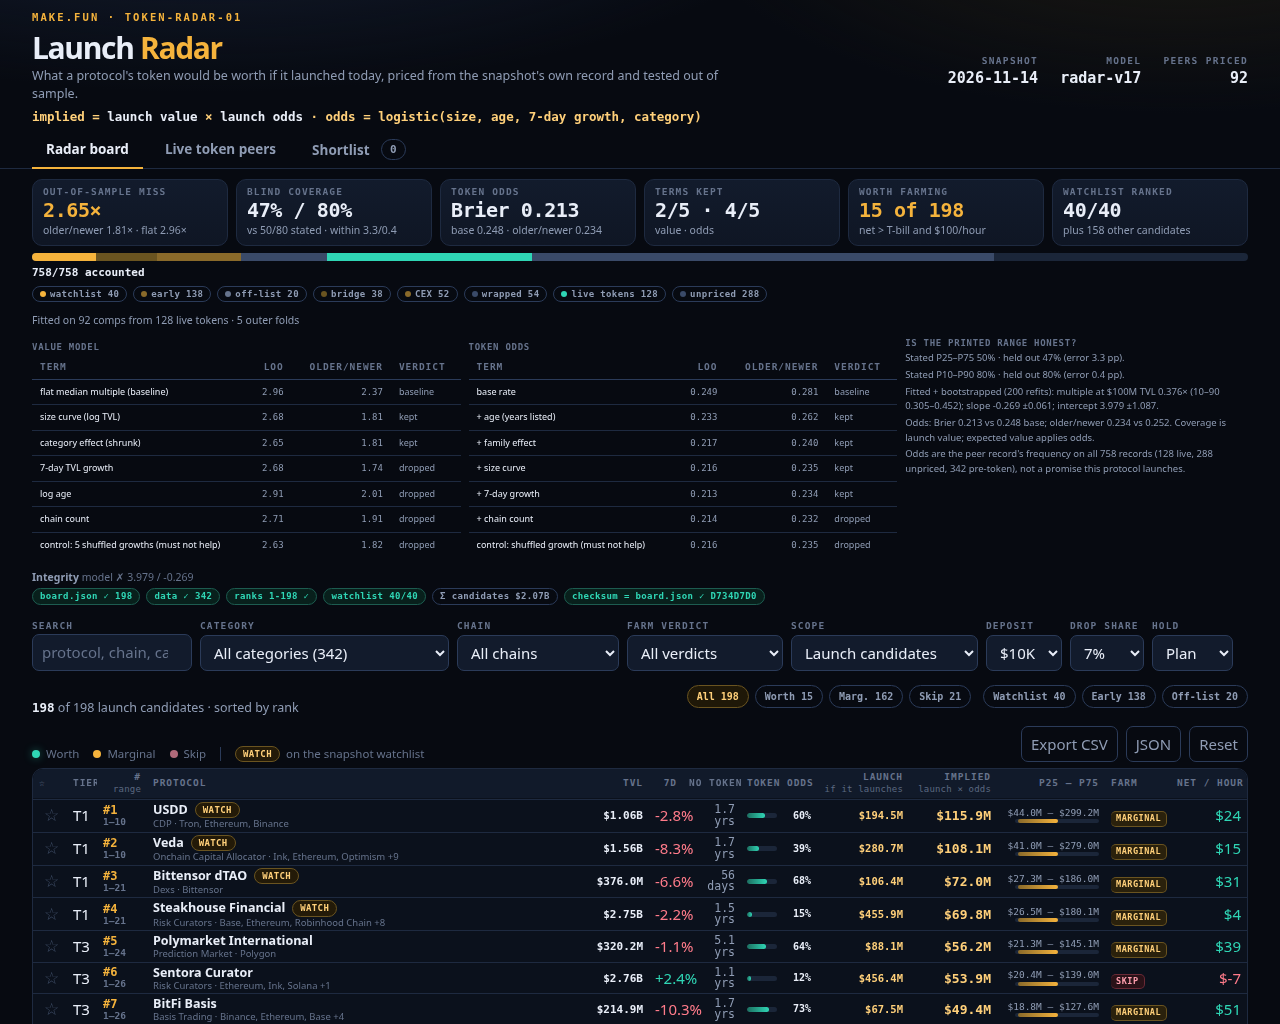 MAKE.FUN · TOKEN-RADAR-01
Launch Radar
What a protocol's token would be worth if it launched today, priced from the snapshot's own record and tested out of
sample.
implied = launch value × launch odds · odds = logistic(size, age, 7-day growth, category)
SNAPSHOT
2026-11-14
MODEL
radar-v17
PEERS PRICED
92
Radar board
Live token peers
Shortlist 0
OUT-OF-SAMPLE MISS
2.65×
older/newer 1.81× · flat 2.96×
BLIND COVERAGE
47% / 80%
vs 50/80 stated · within 3.3/0.4
TOKEN ODDS
Brier 0.213
base 0.248 · older/newer 0.234
TERMS KEPT
2/5 · 4/5
value · odds
WORTH FARMING
15 of 198
net > T-bill and $100/hour
WATCHLIST RANKED
40/40
plus 158 other candidates
758/758 accounted
watchlist 40
early 138
off-list 20
bridge 38
CEX 52
wrapped 54
live tokens 128
unpriced 288
Fitted on 92 comps from 128 live tokens · 5 outer folds
VALUE MODEL
TERM LOO OLDER/NEWER VERDICT
flat median multiple (baseline) 2.96 2.37 baseline
size curve (log TVL) 2.68 1.81 kept
category effect (shrunk) 2.65 1.81 kept
7-day TVL growth 2.68 1.74 dropped
log age 2.91 2.01 dropped
chain count 2.71 1.91 dropped
control: 5 shuffled growths (must not help) 2.63 1.82 dropped
TOKEN ODDS
TERM LOO OLDER/NEWER VERDICT
base rate 0.249 0.281 baseline
+ age (years listed) 0.233 0.262 kept
+ family effect 0.217 0.240 kept
+ size curve 0.216 0.235 kept
+ 7-day growth 0.213 0.234 kept
+ chain count 0.214 0.232 dropped
control: shuffled growth (must not help) 0.216 0.235 dropped
IS THE PRINTED RANGE HONEST?
Stated P25–P75 50% · held out 47% (error 3.3 pp).
Stated P10–P90 80% · held out 80% (error 0.4 pp).
Fitted + bootstrapped (200 refits): multiple at $100M TVL 0.376× (10–90
0.305–0.452); slope -0.269 ±0.061; intercept 3.979 ±1.087.
Odds: Brier 0.213 vs 0.248 base; older/newer 0.234 vs 0.252. Coverage is
launch value; expected value applies odds.
Odds are the peer record's frequency on all 758 records (128 live, 288
unpriced, 342 pre-token), not a promise this protocol launches.
Integrity model ✗ 3.979 / -0.269
board.json ✓ 198
data ✓ 342
ranks 1-198 ✓
watchlist 40/40
Σ candidates $2.07B
checksum = board.json ✓ D734D7D0
SEARCH
protocol, chain, ca
CATEGORY
All categories (342)
CHAIN
All chains
FARM VERDICT
All verdicts
SCOPE
Launch candidates
DEPOSIT
$10K
DROP SHARE
7%
HOLD
Plan
198 of 198 launch candidates · sorted by rank
All 198
Worth 15
Marg. 162
Skip 21
Watchlist 40
Early 138
Off-list 20
Worth
Marginal
Skip
WATCH on the snapshot watchlist
Export CSV
JSON
Reset
TIER # range PROTOCOL TVL 7D NO TOKEN TOKEN ODDS LAUNCH if it launches IMPLIED launch × odds P25 — P75 FARM NET / HOUR
☆ T1 #1 1–10 USDD WATCH CDP · Tron, Ethereum, Binance $1.06B -2.8% 1.7 yrs 60% $194.5M $115.9M $44.0M — $299.2M MARGINAL $24
☆ T1 #2 1–10 Veda WATCH Onchain Capital Allocator · Ink, Ethereum, Optimism +9 $1.56B -8.3% 1.7 yrs 39% $280.7M $108.1M $41.0M — $279.0M MARGINAL $15
☆ T1 #3 1–21 Bittensor dTAO WATCH Dexs · Bittensor $376.0M -6.6% 56 days 68% $106.4M $72.0M $27.3M — $186.0M MARGINAL $31
☆ T1 #4 1–21 Steakhouse Financial WATCH Risk Curators · Base, Ethereum, Robinhood Chain +8 $2.75B -2.2% 1.5 yrs 15% $455.9M $69.8M $26.5M — $180.1M MARGINAL $4
☆ T3 #5 1–24 Polymarket International Prediction Market · Polygon $320.2M -1.1% 5.1 yrs 64% $88.1M $56.2M $21.3M — $145.1M MARGINAL $39
☆ T3 #6 1–26 Sentora Curator Risk Curators · Ethereum, Ink, Solana +1 $2.76B +2.4% 1.1 yrs 12% $456.4M $53.9M $20.4M — $139.0M SKIP $-7
☆ T3 #7 1–26 BitFi Basis Basis Trading · Binance, Ethereum, Base +4 $214.9M -10.3% 1.7 yrs 73% $67.5M $49.4M $18.8M — $127.6M MARGINAL $51